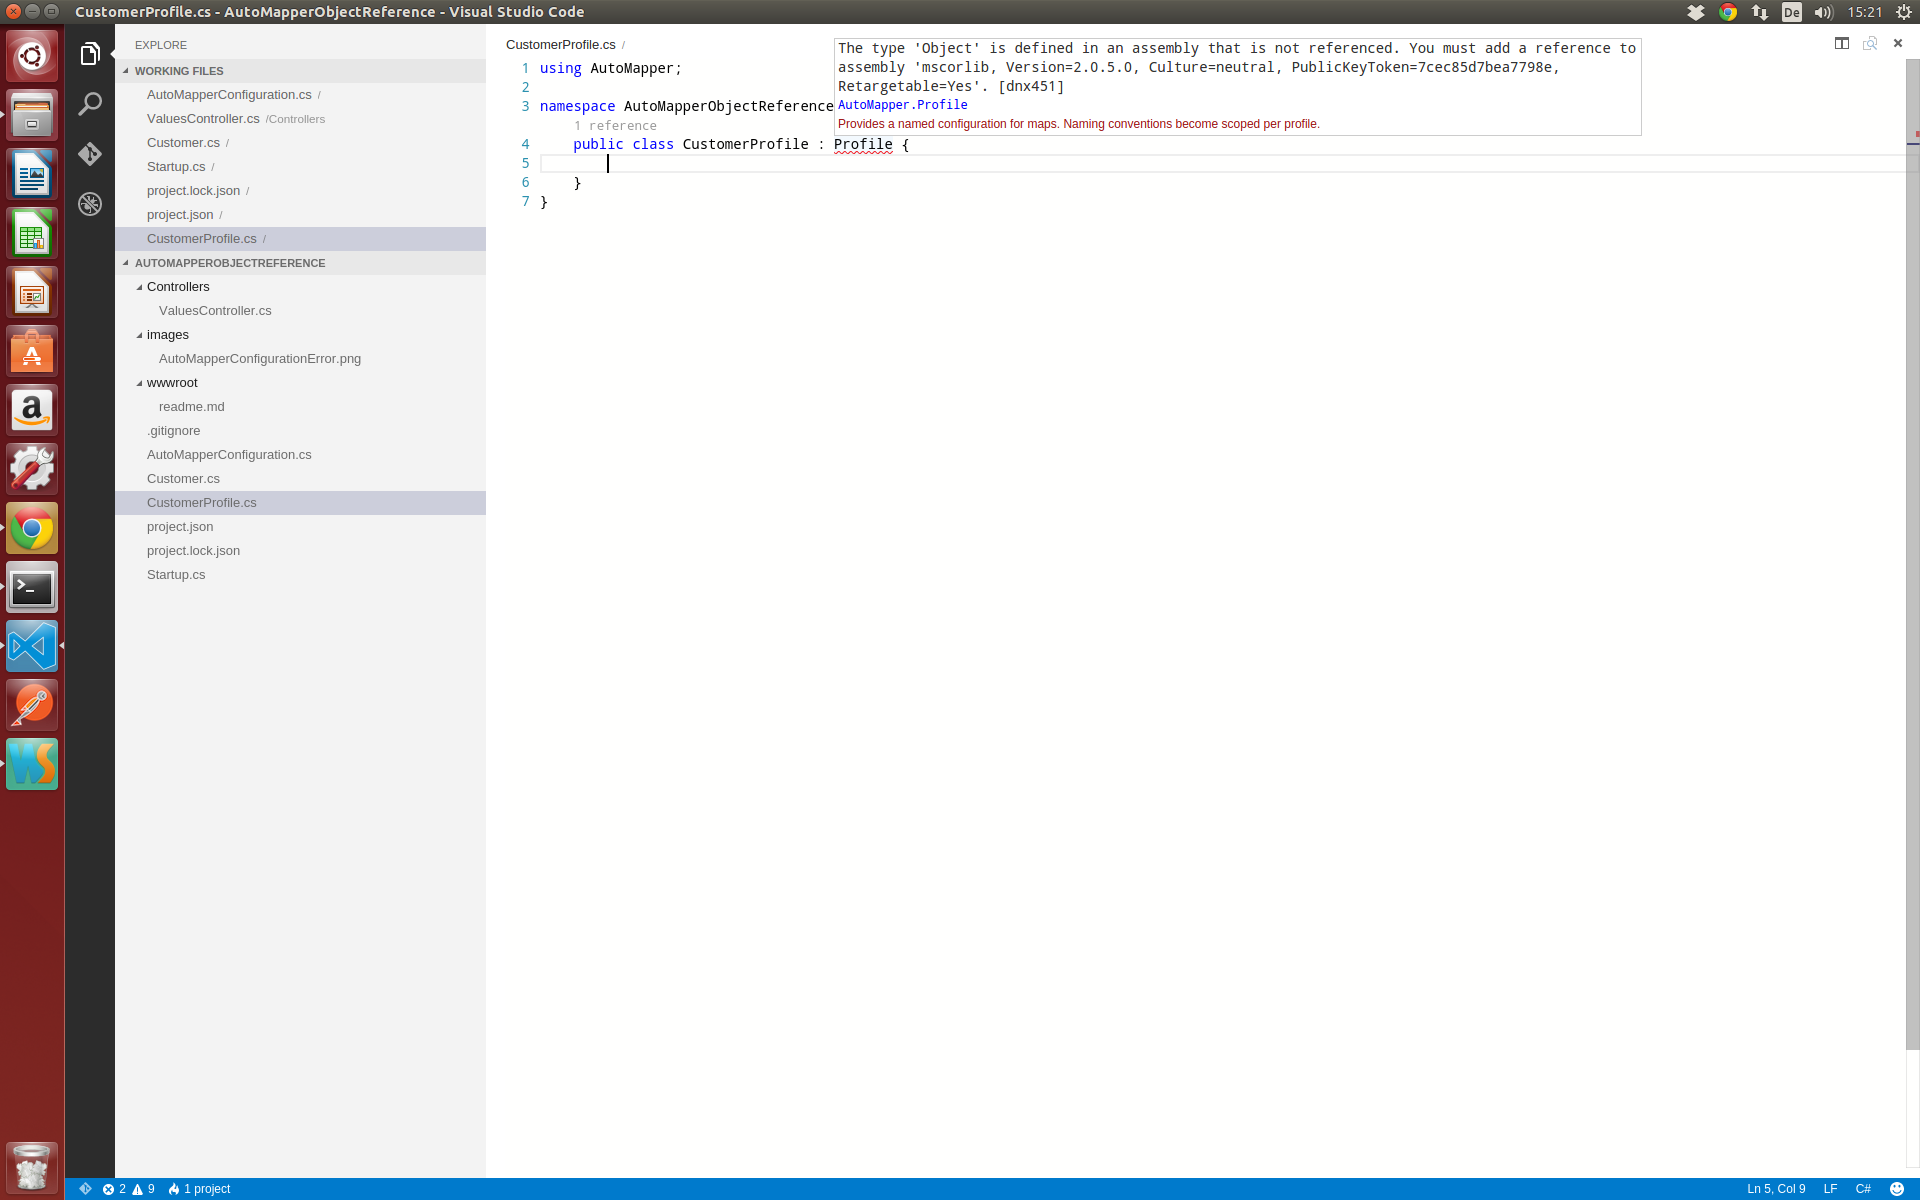 CustomerProfile.cs - AutoMapperObjectReference - Visual Studio Code
De
15:21
EXPLORE
WORKING FILES
AutoMapperConfiguration.cs /
ValuesController.cs /Controllers
Customer.cs /
Startup.cs /
project.lock.json /
project.json /
CustomerProfile.cs /
AUTOMAPPEROBJECTREFERENCE
Controllers
ValuesController.cs
images
AutoMapperConfigurationError.png
wwwroot
readme.md
.gitignore
AutoMapperConfiguration.cs
Customer.cs
CustomerProfile.cs
project.json
project.lock.json
Startup.cs
CustomerProfile.cs /
The type 'Object' is defined in an assembly that is not referenced. You must add a reference to
assembly 'mscorlib, Version=2.0.5.0, Culture=neutral, PublicKeyToken=7cec85d7bea7798e,
Retargetable=Yes'. [dnx451]
AutoMapper.Profile
Provides a named configuration for maps. Naming conventions become scoped per profile.
1 using AutoMapper;
2
3 namespace AutoMapperObjectReference
1 reference
4 public class CustomerProfile : Profile {
5
6 }
7 }
a
A
>_
WS
2 9 1 project
Ln 5, Col 9 LF C#